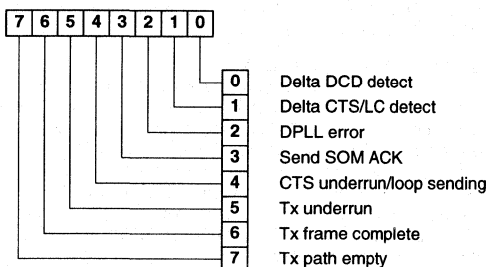 7 6 5 4 3 2 1 0
0 Delta DCD detect
1 Delta CTS/LC detect
2 DPLL error
3 Send SOM ACK
4 CTS underrun/loop sending
5 Tx underrun
6 Tx frame complete
7 Tx path empty